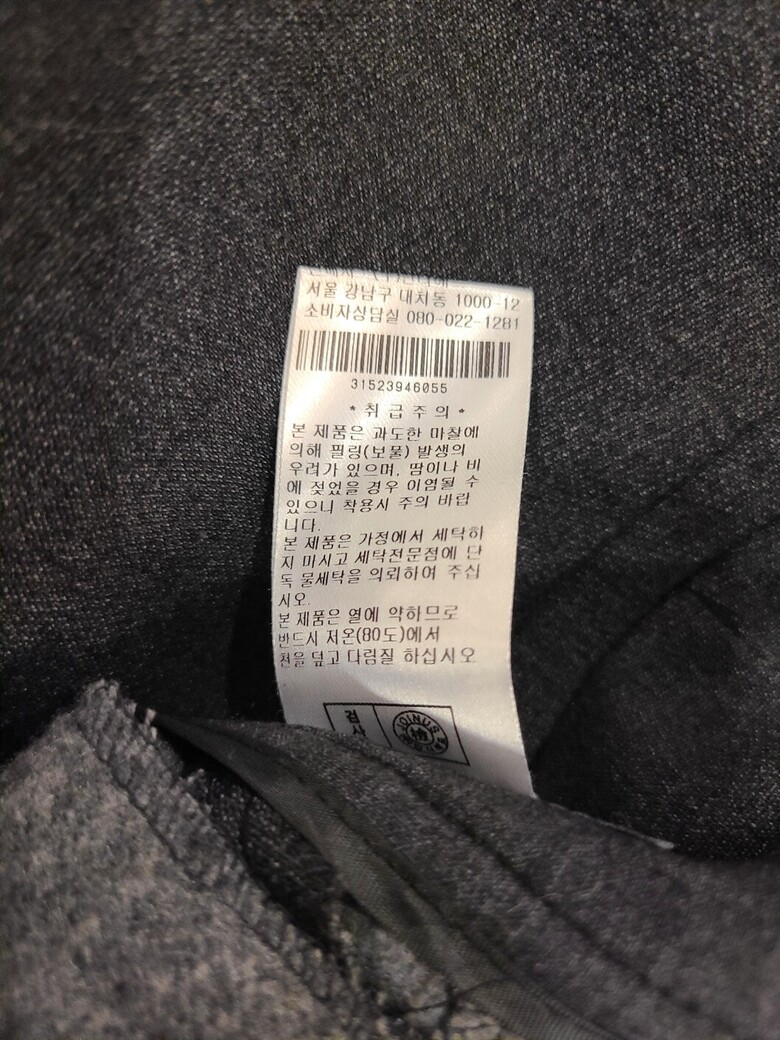 서울 강남구 대치동 1000-12
소비자상담실 080-022-1281
31523946055
* 취 급 주 의 *
본 제품은 과도한 마찰에
의해 필링(보풀) 발생의
우려가 있으며, 땀이나 비
에 젖었을 경우 이염될 수
있으니 착용시 주의 바랍
니다.
본 제품은 가정에서 세탁하
지 마시고 세탁전문점에 단
독 물세탁을 의뢰하여 주십
시오.
본 제품은 열에 약하므로
반드시 저온(80도)에서
천을 덮고 다림질 하십시오
검사
JOINUS